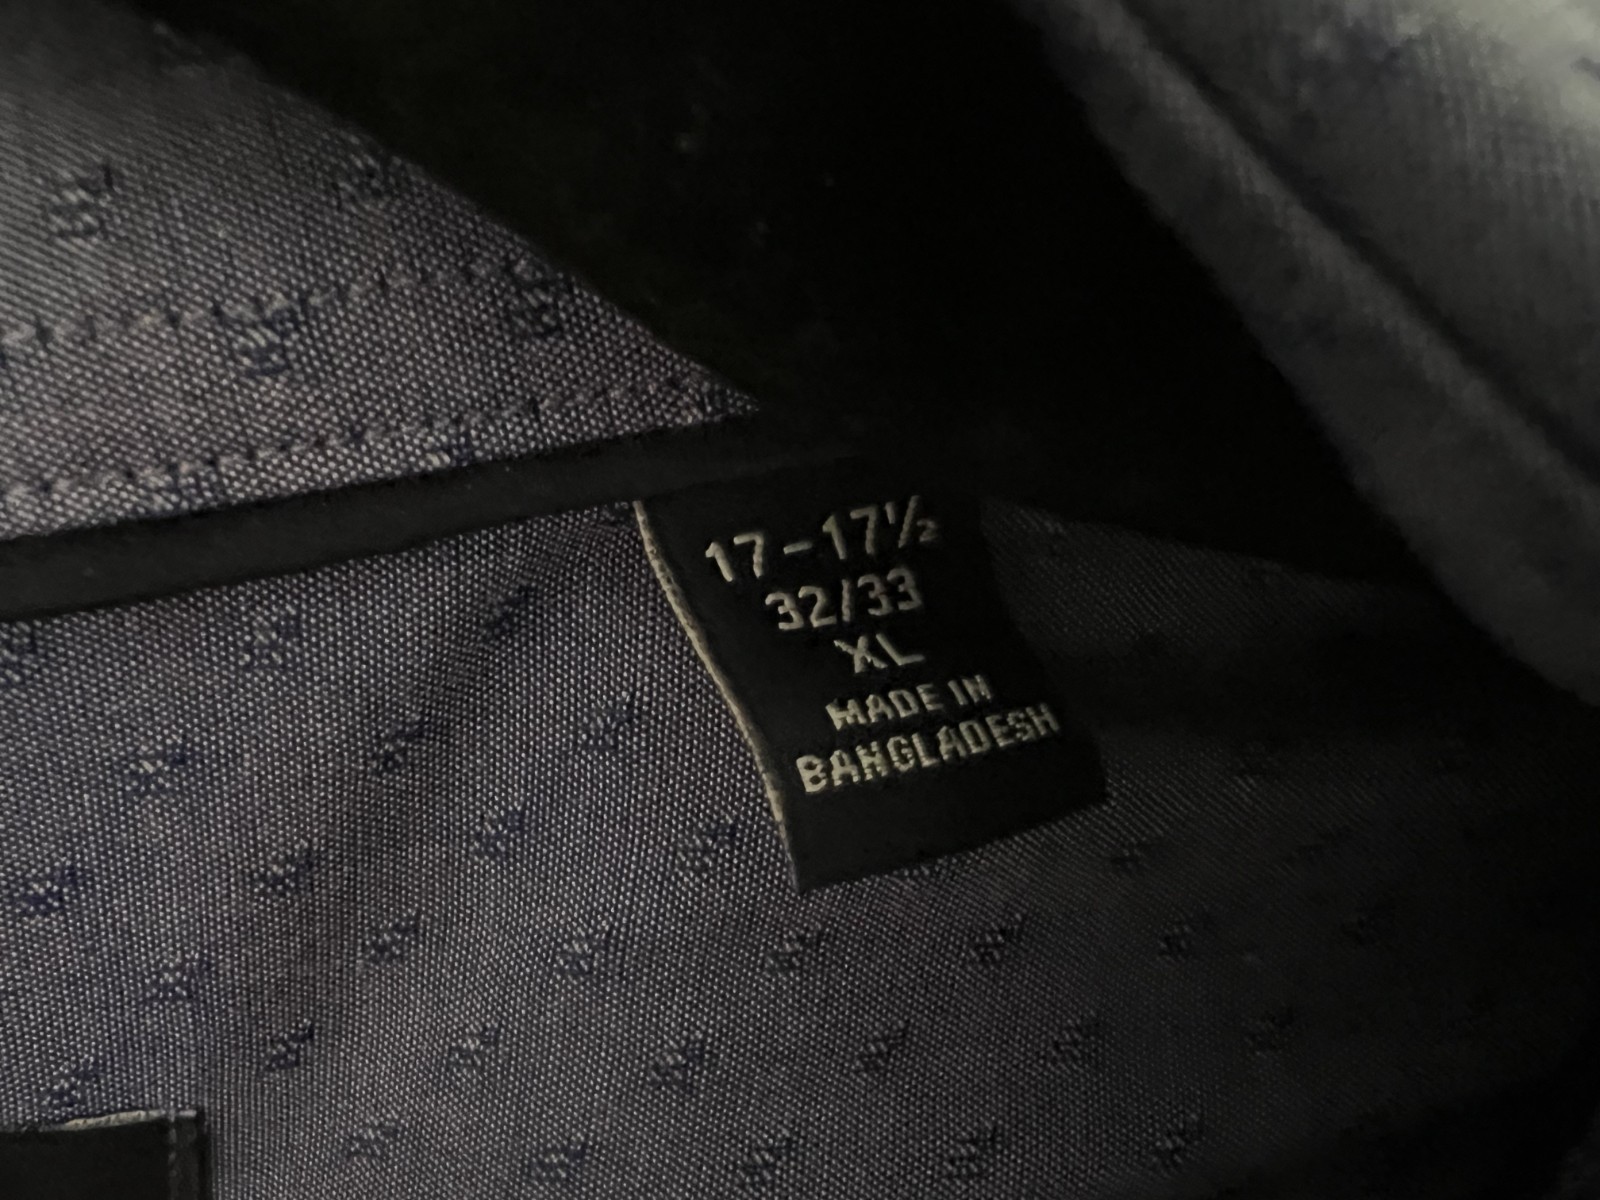 17-17½
32/33
XL
MADE IN
BANGLADESH